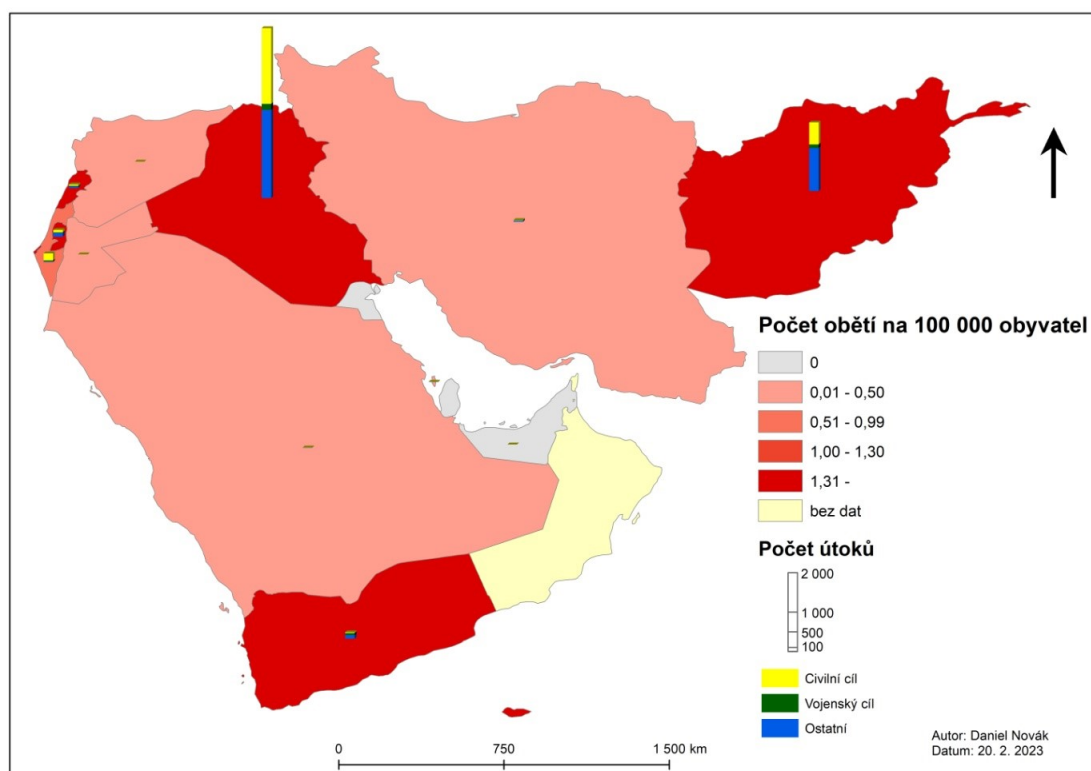 Počet obětí na 100 000 obyvatel
0
0,01 - 0,50
0,51 - 0,99
1,00 - 1,30
1,31 -
bez dat
Počet útoků
2 000
1 000
500
100
Civilní cíl
Vojenský cíl
Ostatní
Autor: Daniel Novák
Datum: 20. 2. 2023
0 750 1 500 km